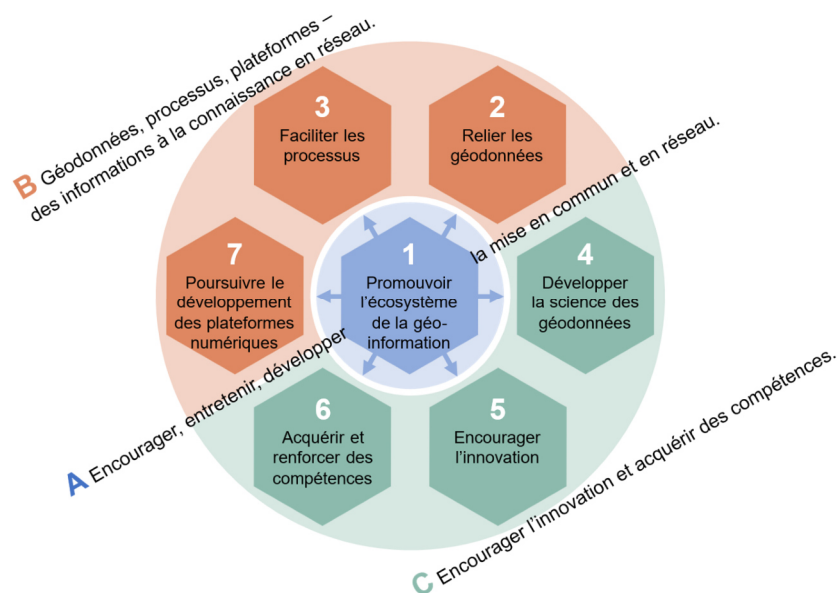 B Géodonnées, processus, plateformes –
des informations à la connaissance en réseau.
3
Faciliter les
processus
2
Relier les
géodonnées
la mise en commun et en réseau.
7
Poursuivre le
développement
des plateformes
numériques
1
Promouvoir
l'écosystème
de la géo-
information
4
Développer
la science des
géodonnées
A Encourager, entretenir, développer
6
Acquérir et
renforcer des
compétences
5
Encourager
l'innovation
C Encourager l'innovation et acquérir des compétences.